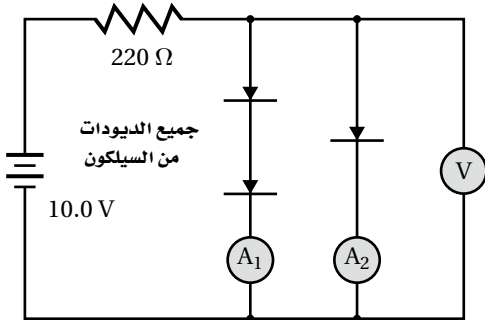 220 Ω
جميع الديودات
من السيلكون
10.0 V
V
A₁
A₂